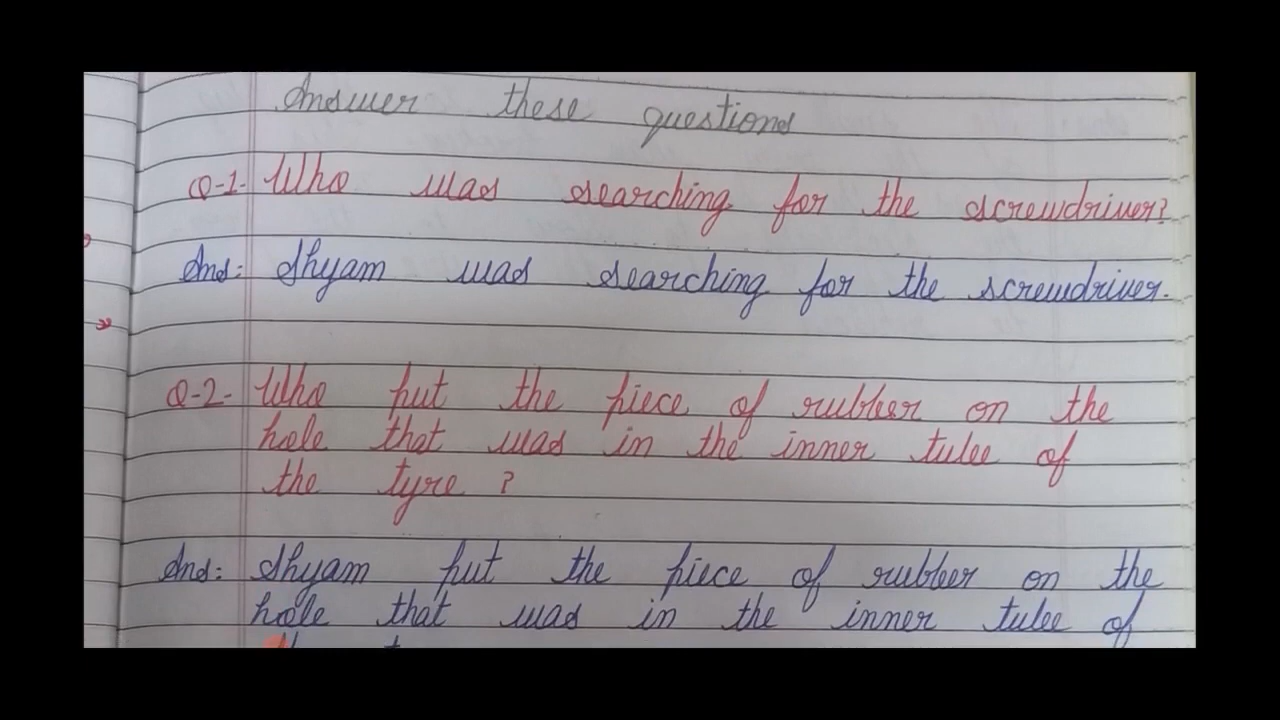 Answer these questions
Q-1- Who was searching for the screwdriver?
Ans: Shyam was searching for the screwdriver.
Q-2- Who put the piece of rubber on the
hole that was in the inner tube of
the tyre ?
Ans: Shyam put the piece of rubber on the
hole that was in the inner tube of